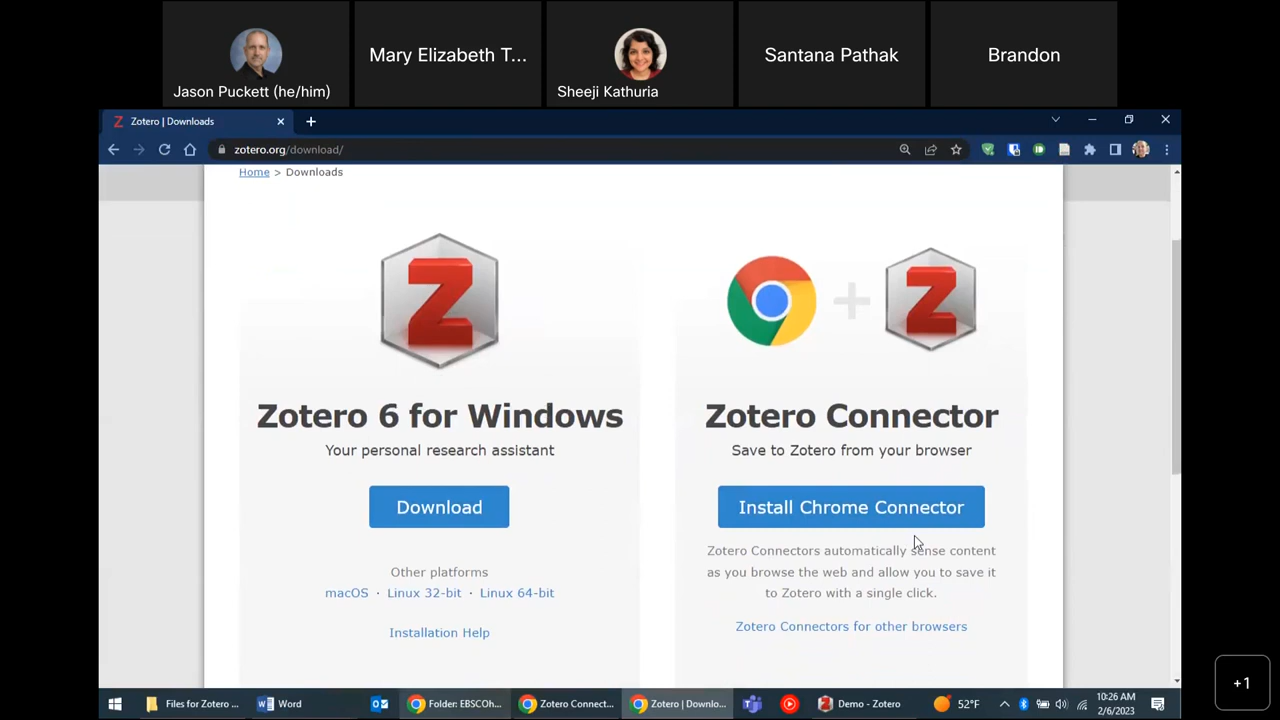 Jason Puckett (he/him)
Mary Elizabeth T...
Sheeji Kathuria
Santana Pathak
Brandon
Zotero | Downloads
zotero.org/download/
Home > Downloads
Z
Z
Zotero 6 for Windows
Your personal research assistant
Download
Other platforms
macOS · Linux 32-bit · Linux 64-bit
Installation Help
Zotero Connector
Save to Zotero from your browser
Install Chrome Connector
Zotero Connectors automatically sense content
as you browse the web and allow you to save it
to Zotero with a single click.
Zotero Connectors for other browsers
Files for Zotero ...
Word
Folder: EBSCOh...
Zotero Connect...
Zotero | Downlo...
Demo - Zotero
52°F
10:26 AM
2/6/2023
+1